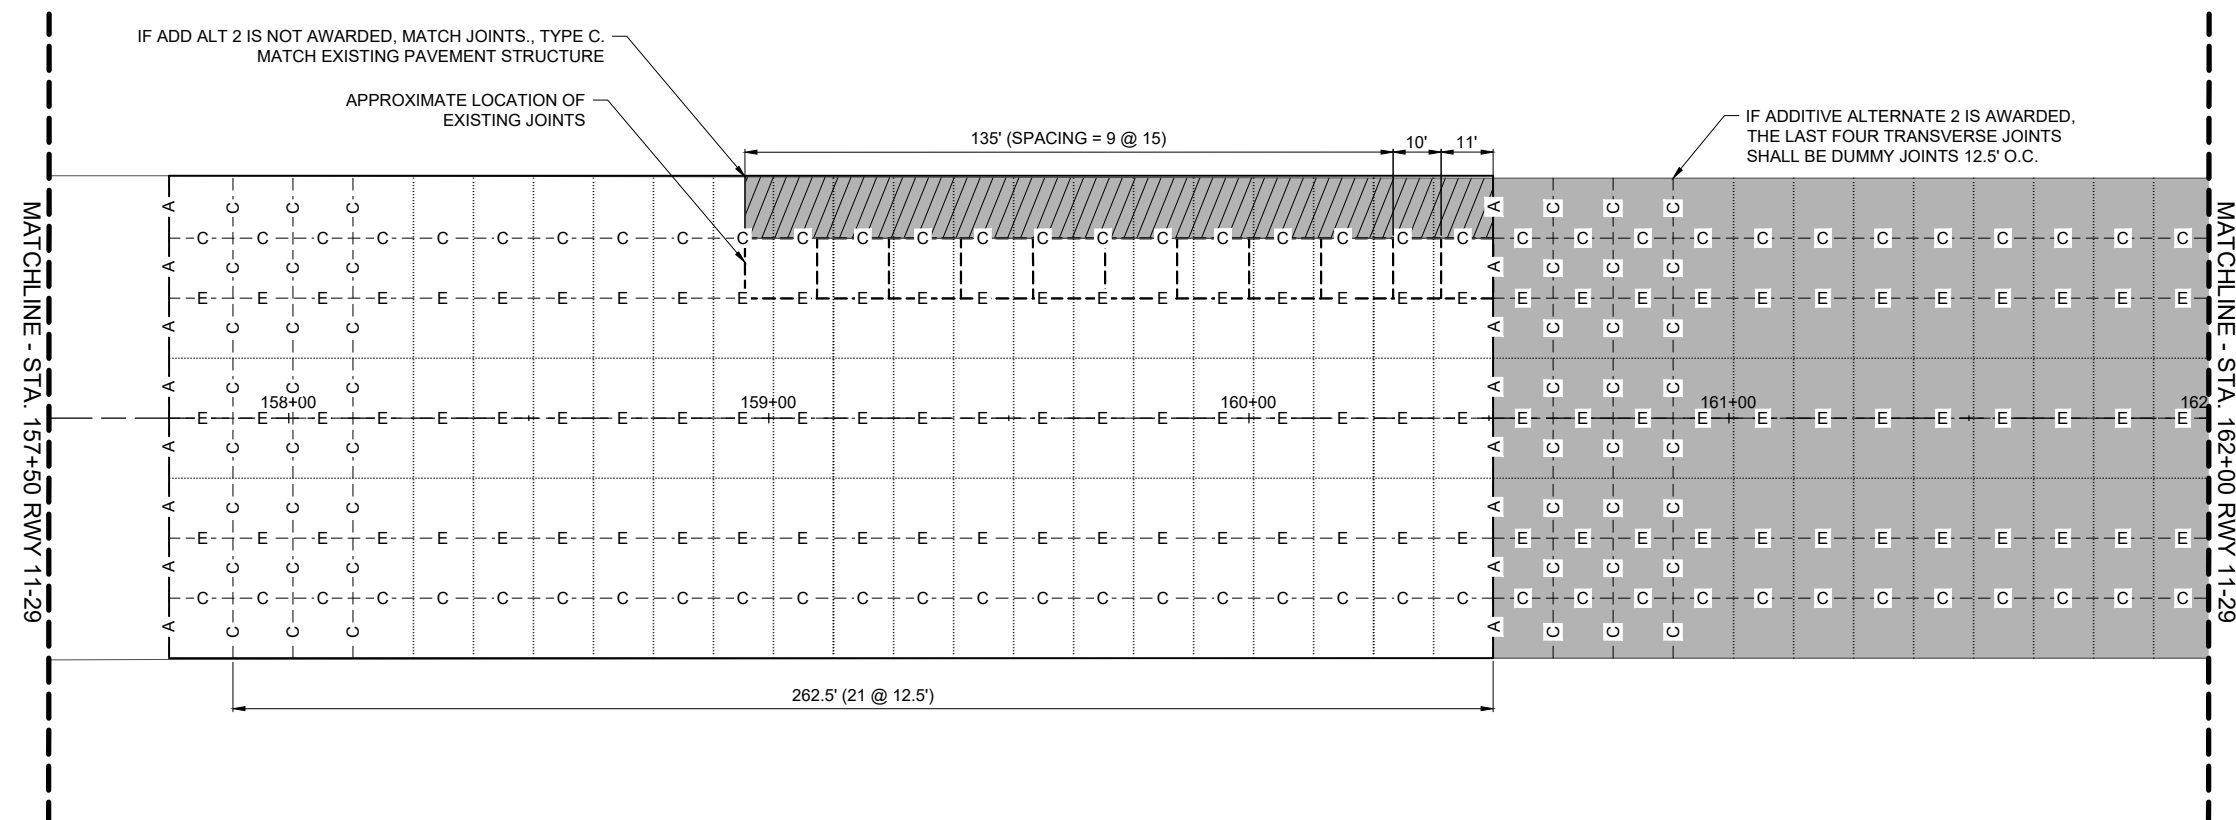 IF ADD ALT 2 IS NOT AWARDED, MATCH JOINTS., TYPE C.
MATCH EXISTING PAVEMENT STRUCTURE
APPROXIMATE LOCATION OF
EXISTING JOINTS
135' (SPACING = 9 @ 15)
10'
11'
IF ADDITIVE ALTERNATE 2 IS AWARDED,
THE LAST FOUR TRANSVERSE JOINTS
SHALL BE DUMMY JOINTS 12.5' O.C.
MATCHLINE - STA. 157+50 RWY 11-29
A C C C A C C C
C C C C C C C C C C C C C C C C C C C C C C C C C C C C C C C C C C
A C C C A C C C
E E E E E E E E E E E E E E E E E E E E E E E E E E E E E E E E E E
A C C C A C C C
A C C C A C C C
158+00 159+00 160+00 161+00 162
E E E E E E E E E E E E E E E E E E E E E E E E E E E E E E E E E E
A C C C A C C C
A C C C A C C C
E E E E E E E E E E E E E E E E E E E E E E E E E E E E E E E E E E
A C C C A C C C
C C C C C C C C C C C C C C C C C C C C C C C C C C C C C C C C C C
A C C C A C C C
262.5' (21 @ 12.5')
MATCHLINE - STA. 162+00 RWY 11-29